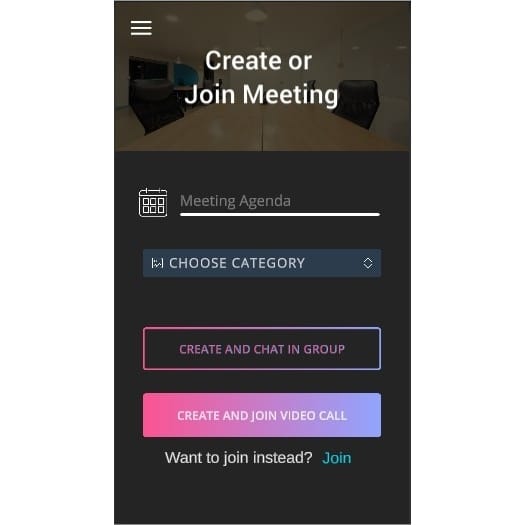 Create or
Join Meeting
Meeting Agenda
CHOOSE CATEGORY
CREATE AND CHAT IN GROUP
CREATE AND JOIN VIDEO CALL
Want to join instead? Join